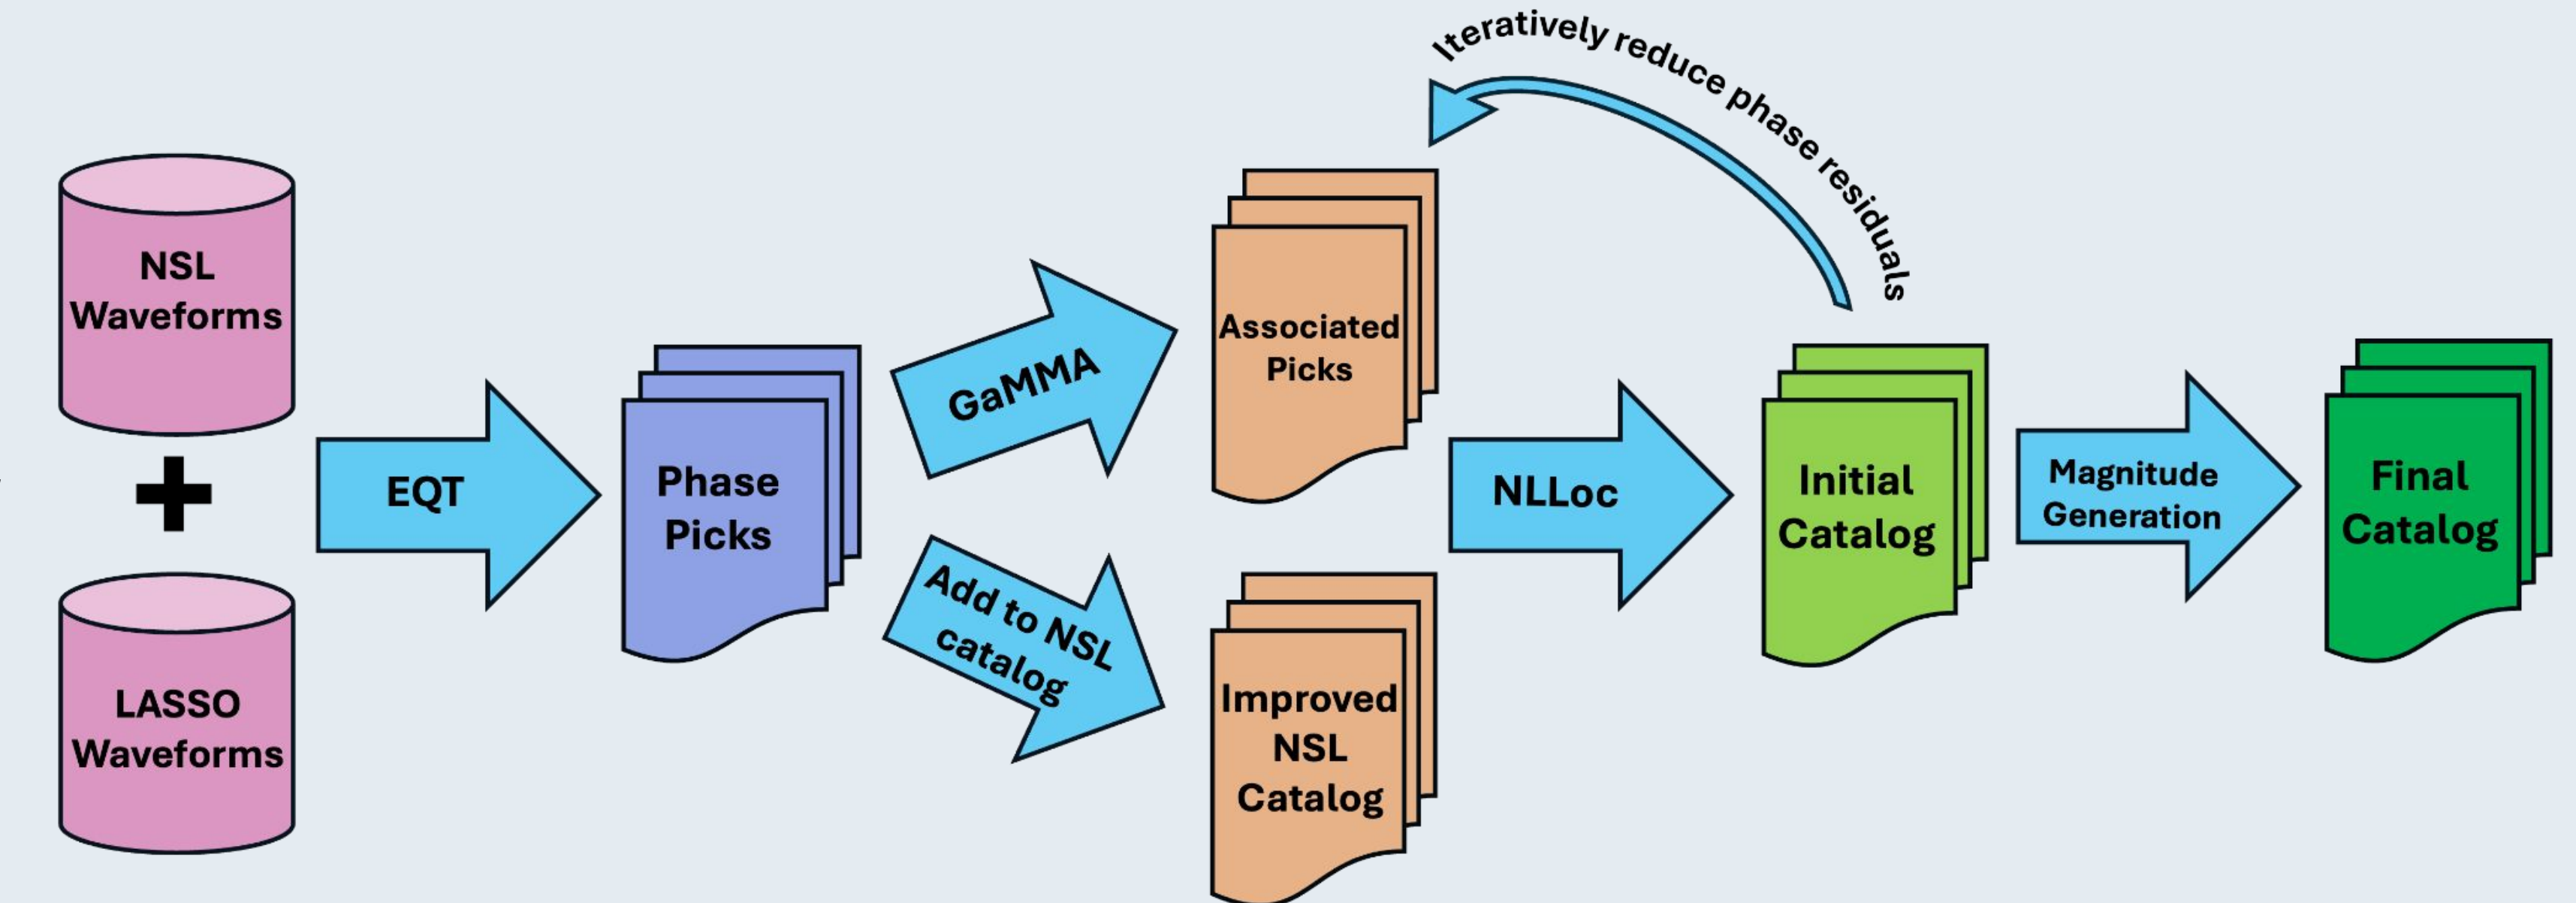 Iteratively reduce phase residuals
NSL
Waveforms
LASSO
Waveforms
EQT
Phase
Picks
GaMMA
Add to NSL
catalog
Associated
Picks
Improved
NSL
Catalog
NLLoc
Initial
Catalog
Magnitude
Generation
Final
Catalog